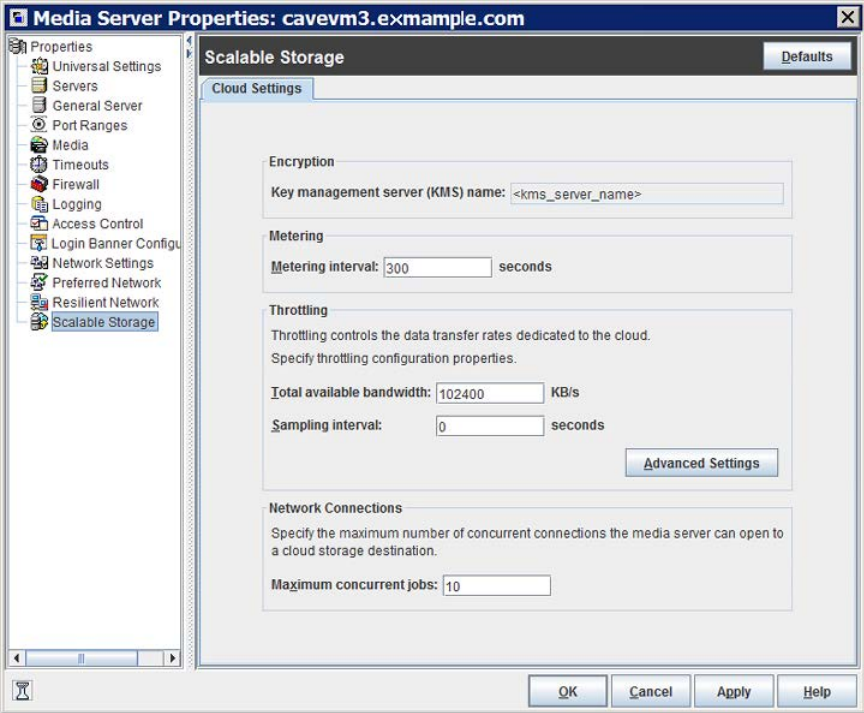 Media Server Properties: cavevm3.exmample.com
Properties
Universal Settings
Servers
General Server
Port Ranges
Media
Timeouts
Firewall
Logging
Access Control
Login Banner Configu
Network Settings
Preferred Network
Resilient Network
Scalable Storage
Scalable Storage
Defaults
Cloud Settings
Encryption
Key management server (KMS) name: <kms_server_name>
Metering
Metering interval: 300 seconds
Throttling
Throttling controls the data transfer rates dedicated to the cloud.
Specify throttling configuration properties.
Total available bandwidth: 102400 KB/s
Sampling interval: 0 seconds
Advanced Settings
Network Connections
Specify the maximum number of concurrent connections the media server can open to
a cloud storage destination.
Maximum concurrent jobs: 10
OK Cancel Apply Help